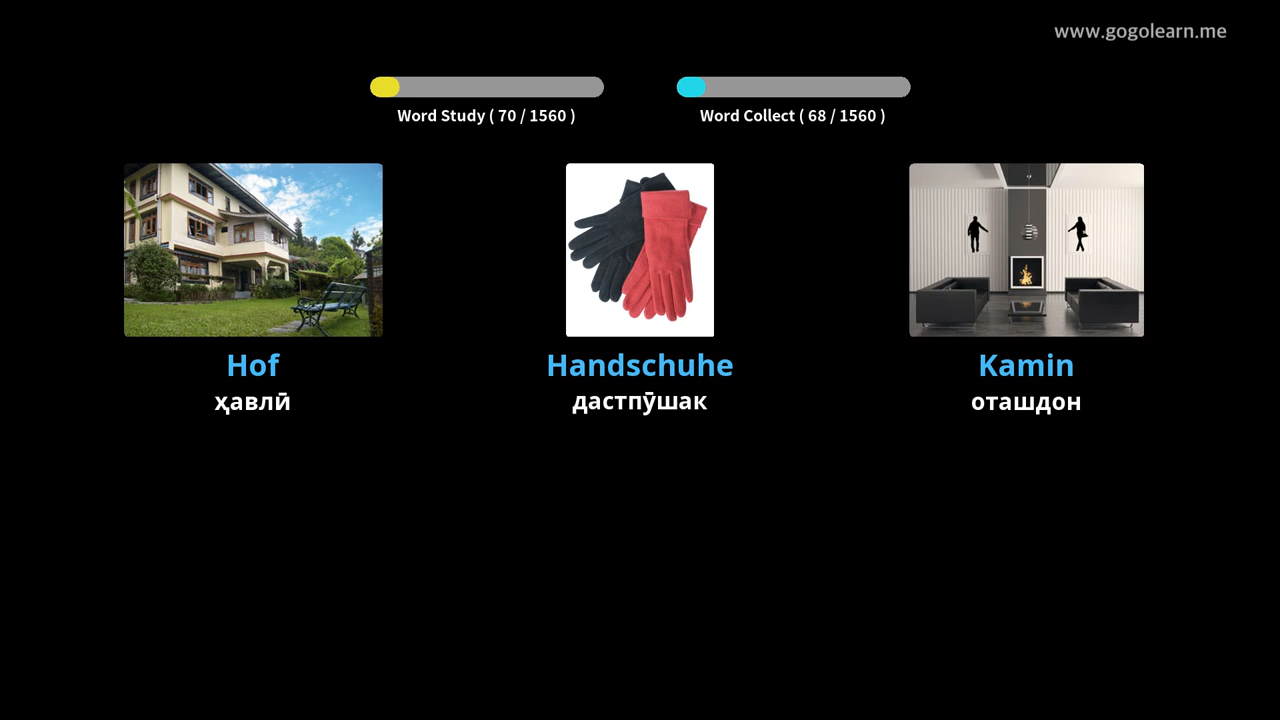 www.gogolearn.me
Word Study ( 70 / 1560 )
Word Collect ( 68 / 1560 )
Hof
Handschuhe
Kamin
ҳавлӣ
дастпӯшак
оташдон